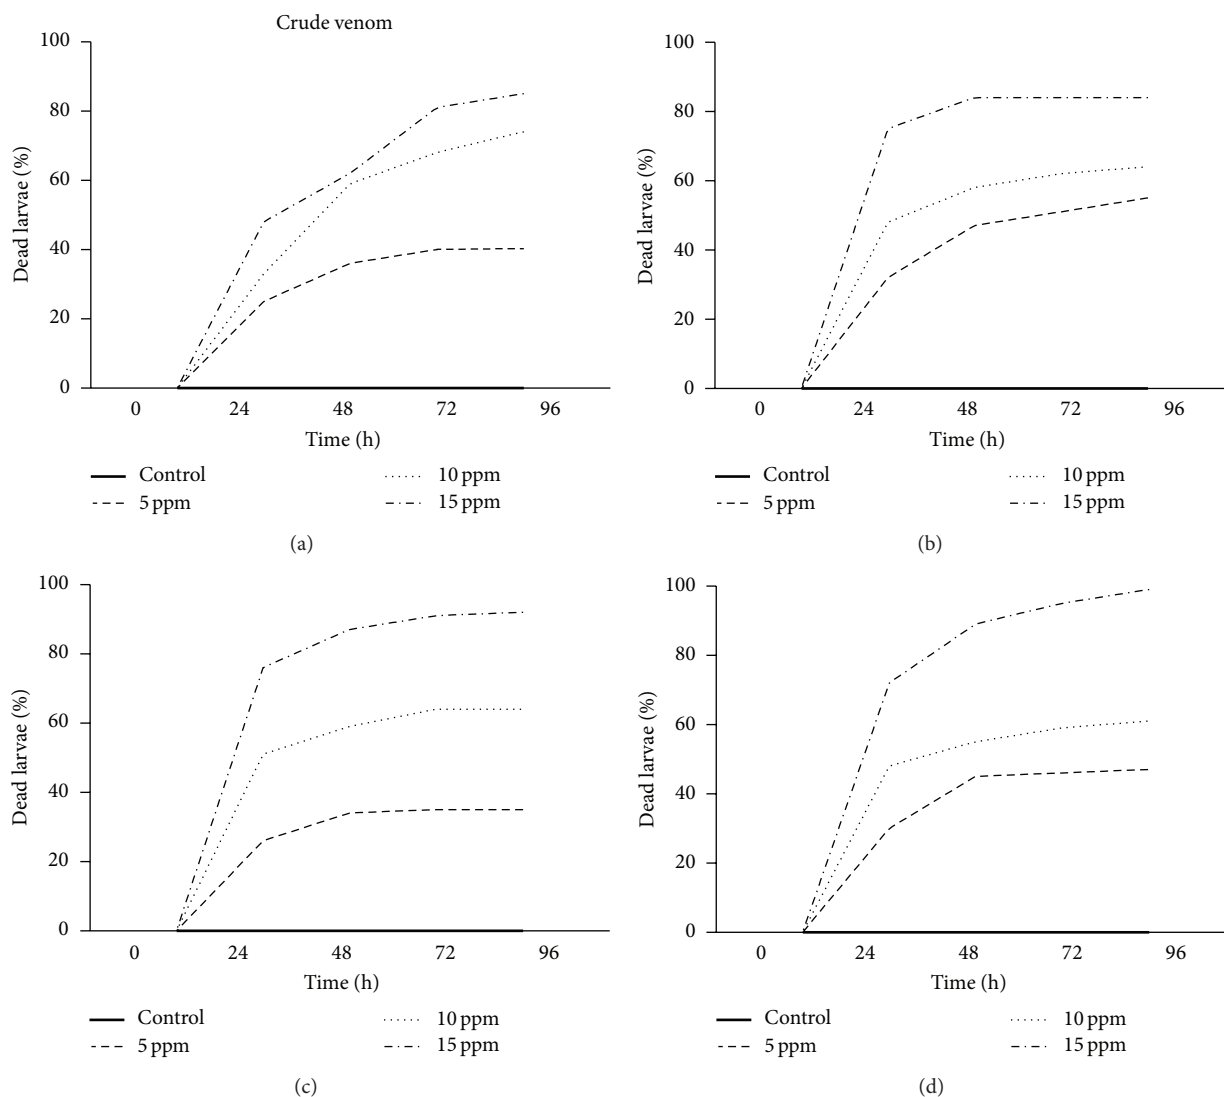 Crude venom
100
80
60
40
20
0
Dead larvae (%)
0 24 48 72 96
Time (h)
Control 10 ppm
5 ppm 15 ppm
(a)
100
80
60
40
20
0
Dead larvae (%)
0 24 48 72 96
Time (h)
Control 10 ppm
5 ppm 15 ppm
(b)
100
80
60
40
20
0
Dead larvae (%)
0 24 48 72 96
Time (h)
Control 10 ppm
5 ppm 15 ppm
(c)
100
80
60
40
20
0
Dead larvae (%)
0 24 48 72 96
Time (h)
Control 10 ppm
5 ppm 15 ppm
(d)